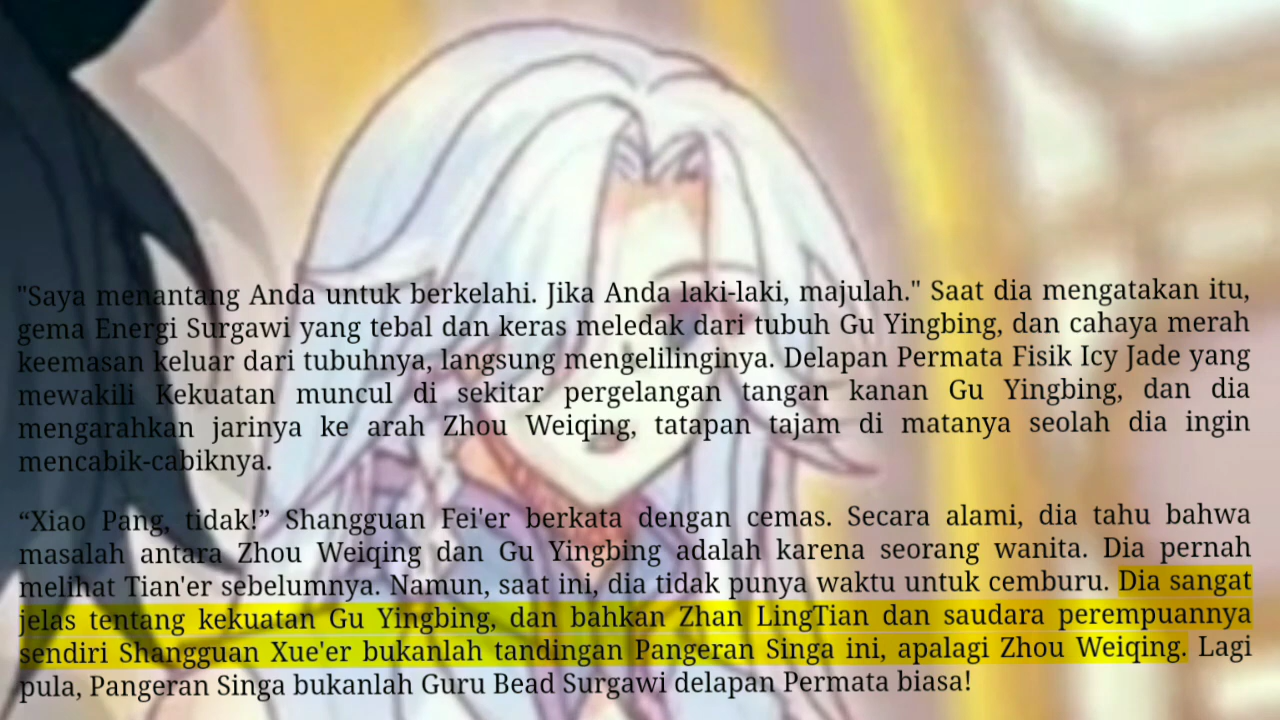 "Saya menantang Anda untuk berkelahi. Jika Anda laki-laki, majulah." Saat dia mengatakan itu,
gema Energi Surgawi yang tebal dan keras meledak dari tubuh Gu Yingbing, dan cahaya merah
keemasan keluar dari tubuhnya, langsung mengelilinginya. Delapan Permata Fisik Icy Jade yang
mewakili Kekuatan muncul di sekitar pergelangan tangan kanan Gu Yingbing, dan dia
mengarahkan jarinya ke arah Zhou Weiqing, tatapan tajam di matanya seolah dia ingin
mencabik-cabiknya.
“Xiao Pang, tidak!” Shangguan Fei'er berkata dengan cemas. Secara alami, dia tahu bahwa
masalah antara Zhou Weiqing dan Gu Yingbing adalah karena seorang wanita. Dia pernah
melihat Tian'er sebelumnya. Namun, saat ini, dia tidak punya waktu untuk cemburu. Dia sangat
jelas tentang kekuatan Gu Yingbing, dan bahkan Zhan LingTian dan saudara perempuannya
sendiri Shangguan Xue'er bukanlah tandingan Pangeran Singa ini, apalagi Zhou Weiqing. Lagi
pula, Pangeran Singa bukanlah Guru Bead Surgawi delapan Permata biasa!